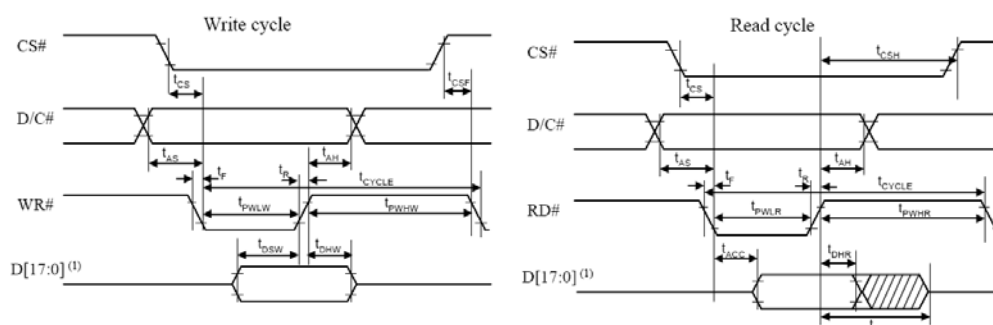 Write cycle
CS#
tCS
tCSF
D/C#
tAS
tAH
tF
tR
tCYCLE
WR#
tPWLW
tPWHW
tDSW
tDHW
D[17:0] (1)
Read cycle
CS#
tCSH
tCS
D/C#
tAS
tAH
tF
tR
tCYCLE
RD#
tPWLR
tPWHR
tACC
tDHR
D[17:0] (1)
t